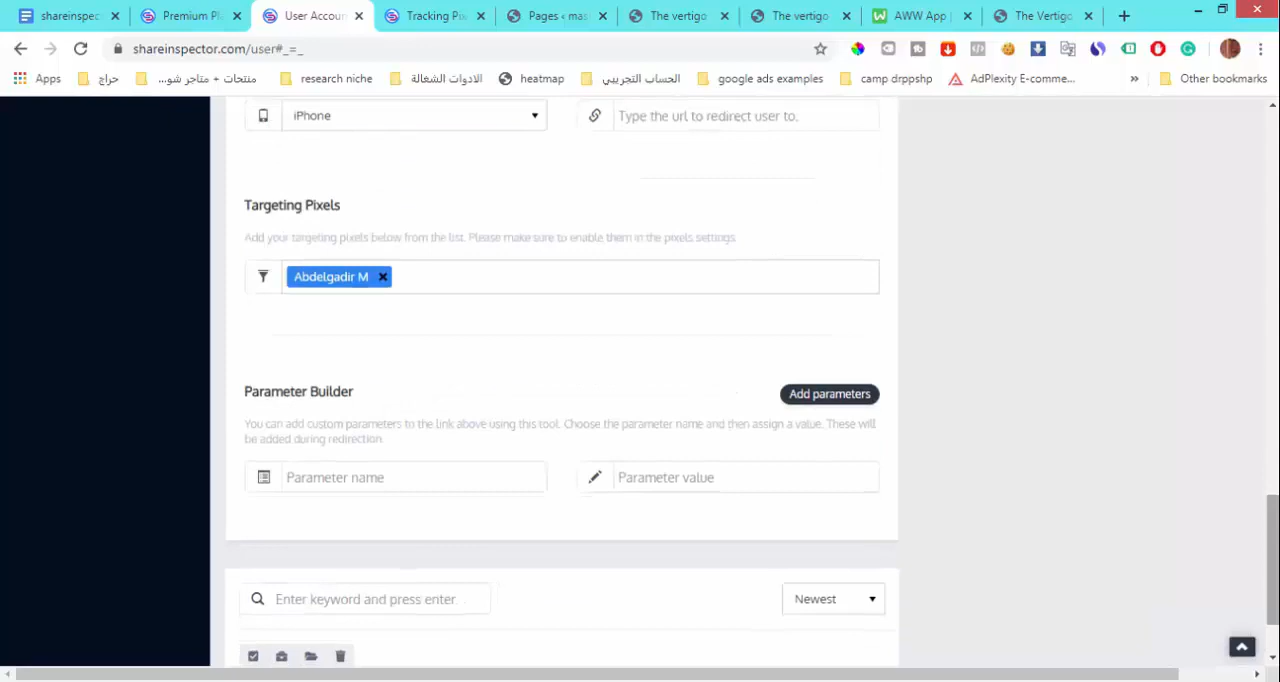 shareinspec
Premium Pl
User Accoun
Tracking Pix
Pages < mas
The vertigo
The vertigo
AWW App |
The Vertigo
shareinspector.com/user#_=_
Apps
حراج
منتجات + متاجر شو...
research niche
الادوات الشغالة
heatmap
الحساب التجريبي
google ads examples
camp drppshp
AdPlexity E-comme...
»
Other bookmarks
iPhone
Type the url to redirect user to.
Targeting Pixels
Add your targeting pixels below from the list. Please make sure to enable them in the pixels settings.
Abdelgadir M
Parameter Builder
Add parameters
You can add custom parameters to the link above using this tool. Choose the parameter name and then assign a value. These will
be added during redirection.
Parameter name
Parameter value
Enter keyword and press enter
Newest